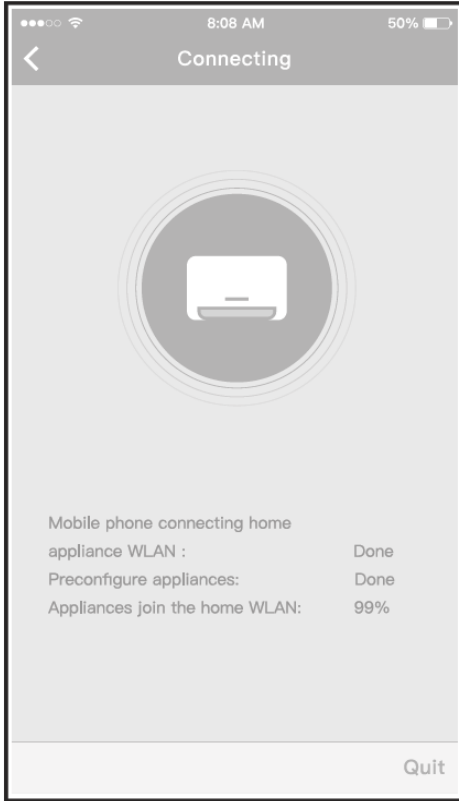 8:08 AM 50%
Connecting
Mobile phone connecting home
appliance WLAN : Done
Preconfigure appliances: Done
Appliances join the home WLAN: 99%
Quit